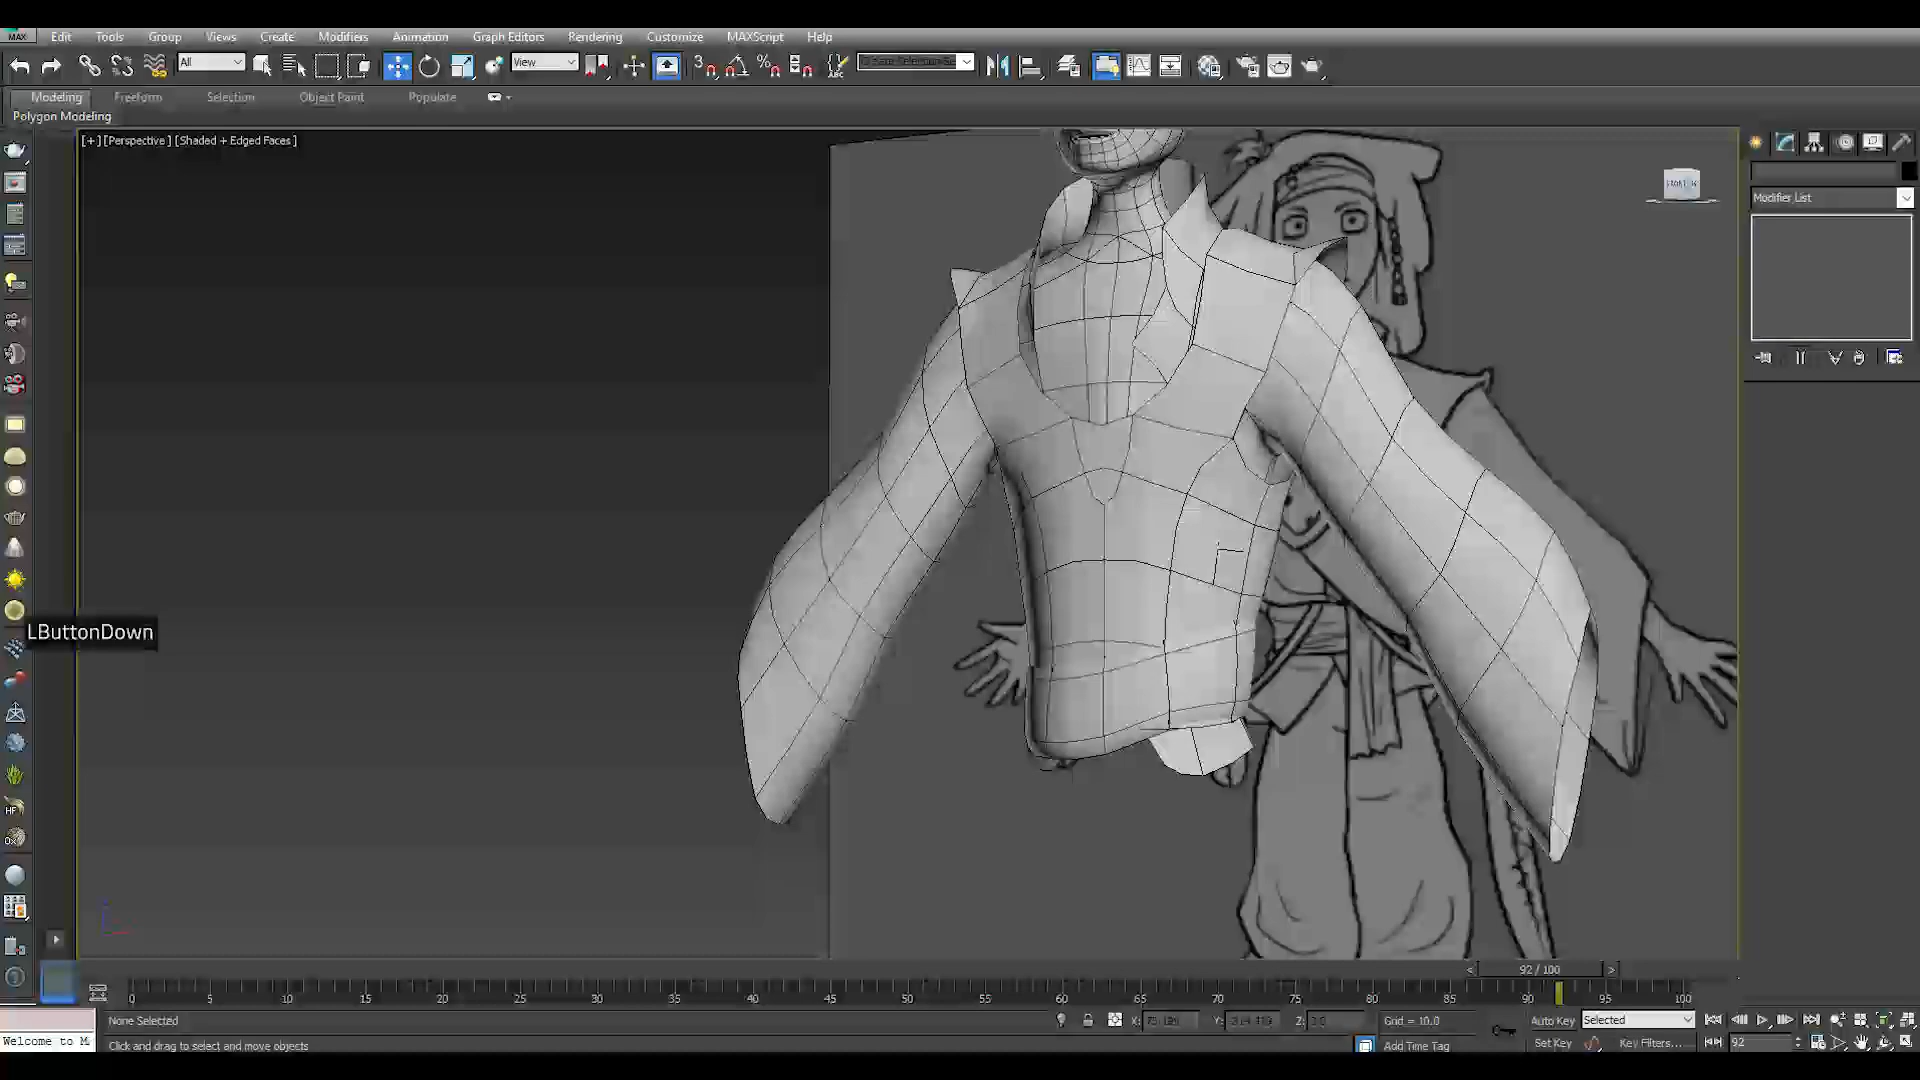 MAX
Edit Tools Group Views Create Modifiers Animation Graph Editors Rendering Customize MAXScript Help
All View
Modeling Freeform Selection Object Paint Populate
Polygon Modeling
[+] [Perspective] [Shaded + Edged Faces]
Modifier List
LButtonDown
92 / 100
0 5 10 15 20 25 30 35 40 45 50 55 60 65 70 75 80 85 90 95 100
None Selected X: Y: Z: Grid = 10.0 Auto Key Selected
Welcome to M Click and drag to select and move objects Add Time Tag Set Key Key Filters... 92